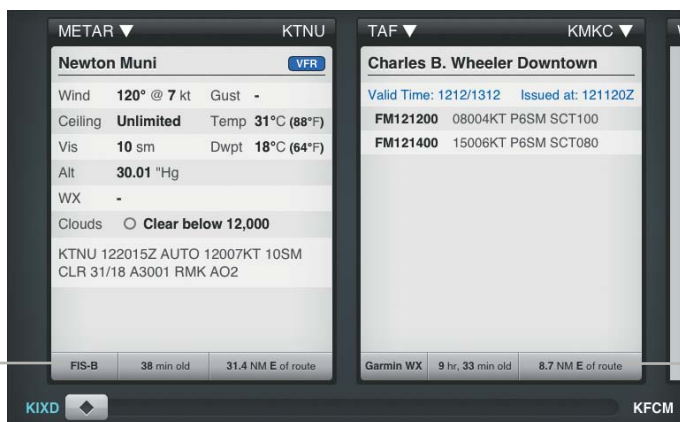 METAR ▼ KTNU
Newton Muni VFR
Wind 120° @ 7 kt Gust -
Ceiling Unlimited Temp 31°C (88°F)
Vis 10 sm Dwpt 18°C (64°F)
Alt 30.01 "Hg
WX -
Clouds Clear below 12,000
KTNU 122015Z AUTO 12007KT 10SM
CLR 31/18 A3001 RMK AO2
FIS-B 38 min old 31.4 NM E of route
TAF ▼ KMKC ▼
Charles B. Wheeler Downtown
Valid Time: 1212/1312 Issued at: 121120Z
FM121200 08004KT P6SM SCT100
FM121400 15006KT P6SM SCT080
Garmin WX 9 hr, 33 min old 8.7 NM E of route
KIXD KFCM